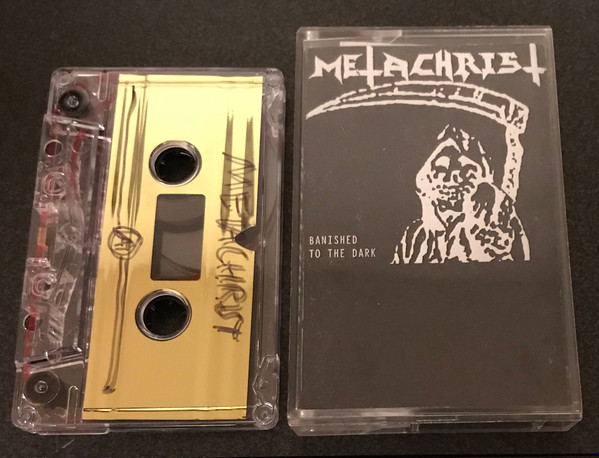 METACHRIST
A
METACHRIST
BANISHED
TO THE DARK